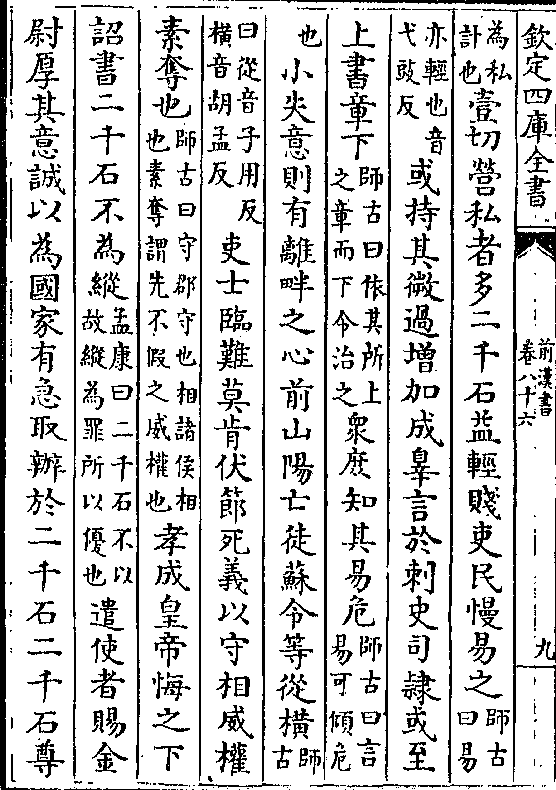 欽定四庫全書
前漢書
卷八十六
九
為私計也壹切營私者多二千石益輕賤吏民慢易之師古曰易
亦輕也音弋豉反或持其微過增加成辠言於刺史司隸或至
上書章下師古曰依其所上之章而下令治之衆庶知其易危師古曰言易可傾危
也小失意則有離畔之心前山陽亡徒蘇令等從橫師古
曰從音子用反橫音胡孟反吏士臨難莫肯伏節死義以守相威權
素奪也師古曰守郡守也相諸侯相也素奪謂先不假之威權也孝成皇帝悔之下
詔書二千石不為縱孟康曰二千石不以故縱為罪所以優也遣使者賜金
尉厚其意誠以為國家有急取辦於二千石二千石尊